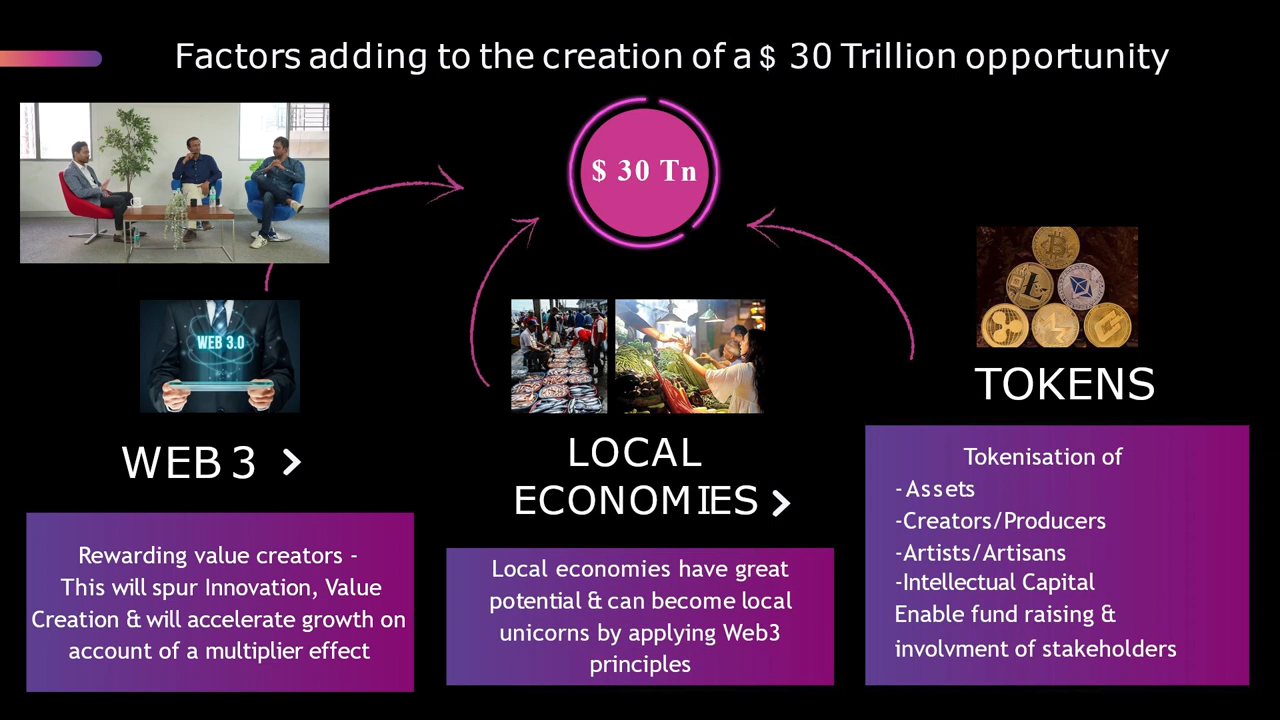 Factors adding to the creation of a $ 30 Trillion opportunity
$ 30 Tn
WEB 3.0
WEB 3
Rewarding value creators -
This will spur Innovation, Value
Creation & will accelerate growth on
account of a multiplier effect
LOCAL
ECONOMIES
Local economies have great
potential & can become local
unicorns by applying Web3
principles
TOKENS
Tokenisation of
-Assets
-Creators/Producers
-Artists/Artisans
-Intellectual Capital
Enable fund raising &
involvment of stakeholders